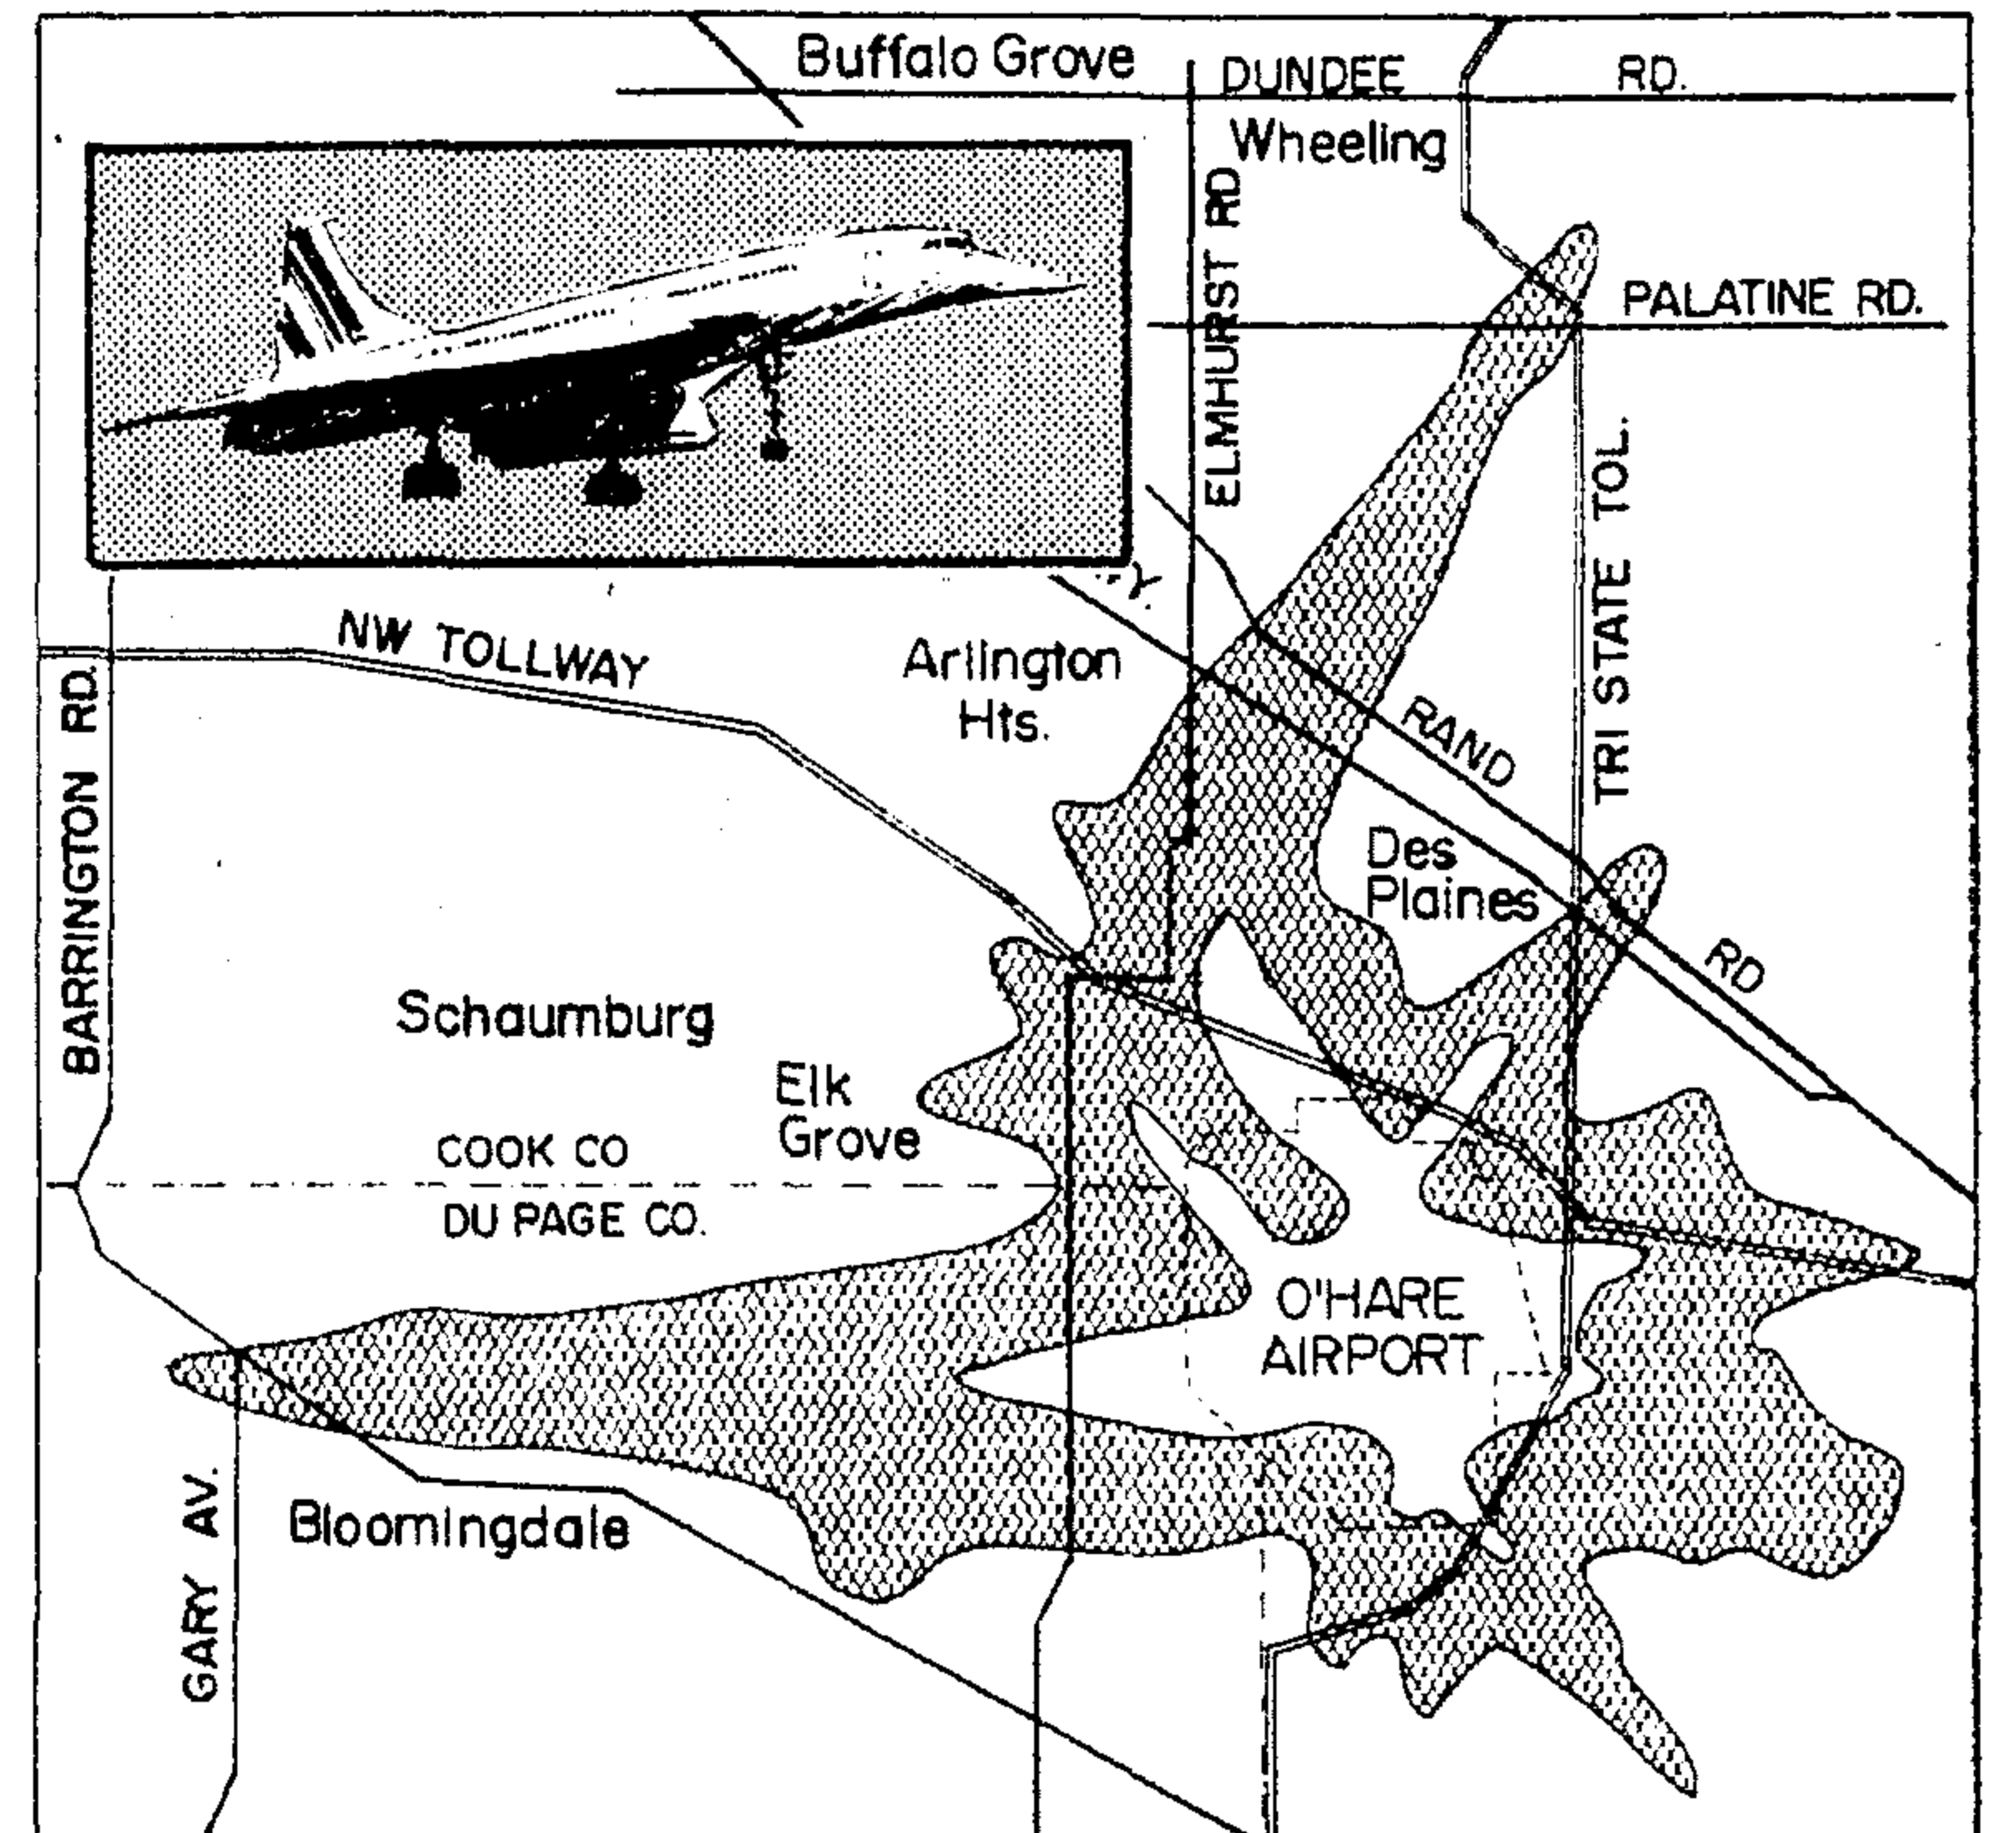 Buffalo Grove
DUNDEE RD.
Wheeling
ELMHURST RD
PALATINE RD.
TRI STATE TOL.
NW TOLLWAY
Arlington
Hts.
BARRINGTON RD.
RAND RD
Des
Plaines
Schaumburg
Elk
Grove
COOK CO
DU PAGE CO.
O'HARE
AIRPORT
GARY AV.
Bloomingdale